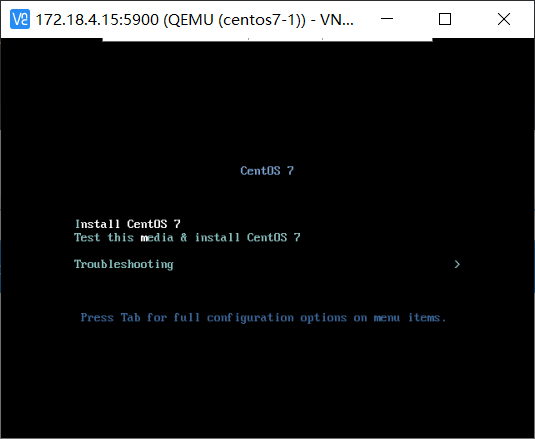 172.18.4.15:5900 (QEMU (centos7-1)) - VN...
CentOS 7
Install CentOS 7
Test this media & install CentOS 7
Troubleshooting >
Press Tab for full configuration options on menu items.